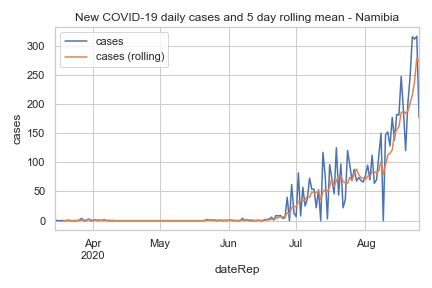 New COVID-19 daily cases and 5 day rolling mean - Namibia
cases
cases (rolling)
300
250
200
150
100
50
0
cases
Apr
2020
May
Jun
Jul
Aug
dateRep